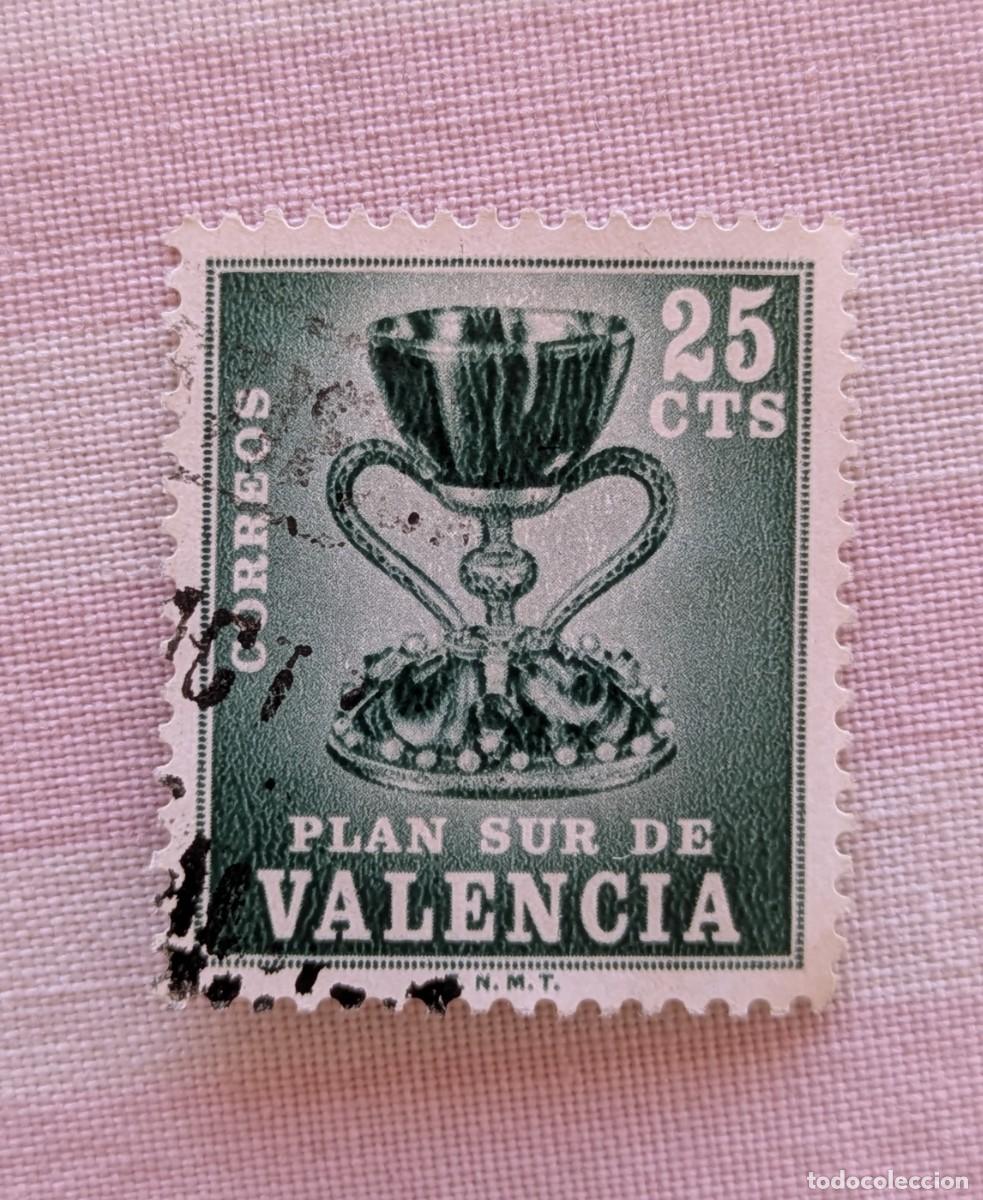 25
CTS
CORREOS
PLAN SUR DE
VALENCIA
N.M.T.
todocoleccion